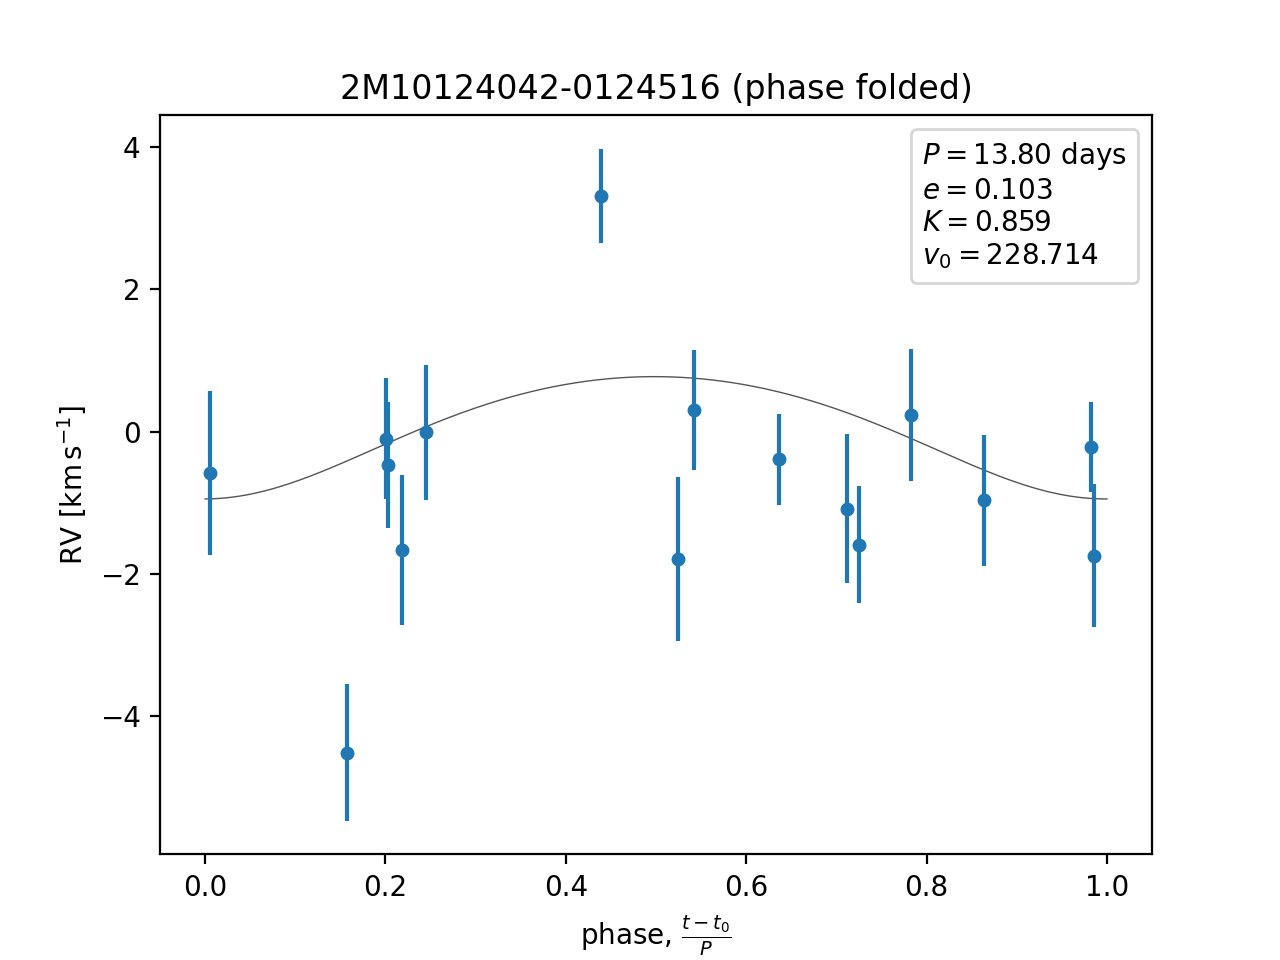 2M10124042-0124516 (phase folded)
P = 13.80 days
e = 0.103
K = 0.859
v₀ = 228.714
4
2
0
−2
−4
RV [km s⁻¹]
0.0 0.2 0.4 0.6 0.8 1.0
phase, (t − t₀)/P